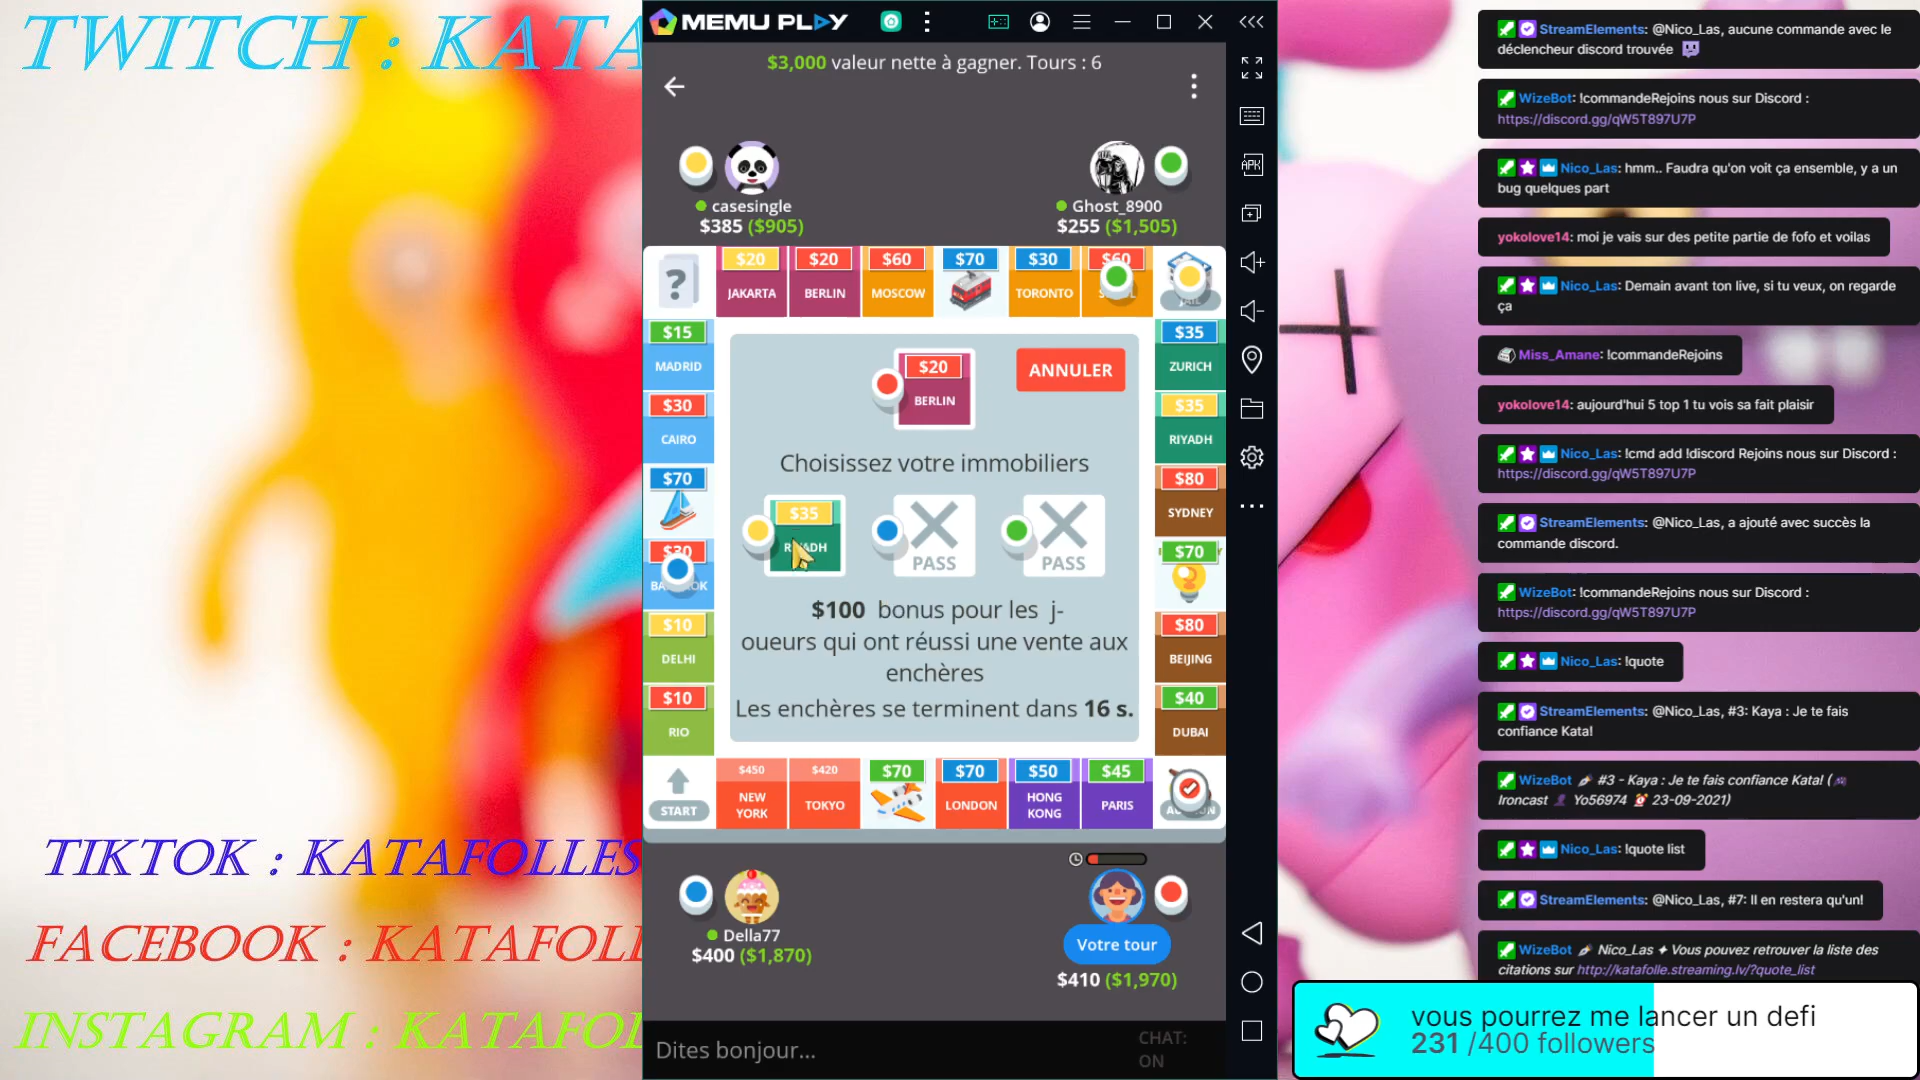 TWITCH : KATA
TIKTOK : KATAFOLLES
FACEBOOK : KATAFOLL
INSTAGRAM : KATAFOL
MEMU PLAY
$3,000 valeur nette à gagner. Tours : 6
casesingle
$385 ($905)
Ghost_8900
$255 ($1,505)
$20
JAKARTA
$20
BERLIN
$60
MOSCOW
$70
$30
TORONTO
$60
$15
MADRID
$30
CAIRO
$70
$30
$10
DELHI
$10
RIO
START
$35
ZURICH
$35
RIYADH
$80
SYDNEY
$70
$80
BEIJING
$40
DUBAI
$20
BERLIN
ANNULER
Choisissez votre immobiliers
$35
RIYADH
PASS
PASS
$100 bonus pour les j-
oueurs qui ont réussi une vente aux
enchères
Les enchères se terminent dans 16 s.
$450
NEW
YORK
$420
TOKYO
$70
$70
LONDON
$50
HONG
KONG
$45
PARIS
Della77
$400 ($1,870)
Votre tour
$410 ($1,970)
Dites bonjour...
CHAT:
ON
APK
StreamElements: @Nico_Las, aucune commande avec le
déclencheur discord trouvée
WizeBot: !commandeRejoins nous sur Discord :
https://discord.gg/qW5T897U7P
Nico_Las: hmm.. Faudra qu'on voit ça ensemble, y a un
bug quelques part
yokolove14: moi je vais sur des petite partie de fofo et voilas
Nico_Las: Demain avant ton live, si tu veux, on regarde
ça
Miss_Amane: !commandeRejoins
yokolove14: aujourd'hui 5 top 1 tu vois sa fait plaisir
Nico_Las: !cmd add !discord Rejoins nous sur Discord :
https://discord.gg/qW5T897U7P
StreamElements: @Nico_Las, a ajouté avec succès la
commande discord.
WizeBot: !commandeRejoins nous sur Discord :
https://discord.gg/qW5T897U7P
Nico_Las: !quote
StreamElements: @Nico_Las, #3: Kaya : Je te fais
confiance Kata!
WizeBot #3 - Kaya : Je te fais confiance Kata! (
Ironcast Yo56974 23-09-2021)
Nico_Las: !quote list
StreamElements: @Nico_Las, #7: Il en restera qu'un!
WizeBot Nico_Las ✦ Vous pouvez retrouver la liste des
citations sur http://katafolle.streaming.lv/?quote_list
vous pourrez me lancer un defi
231 /400 followers